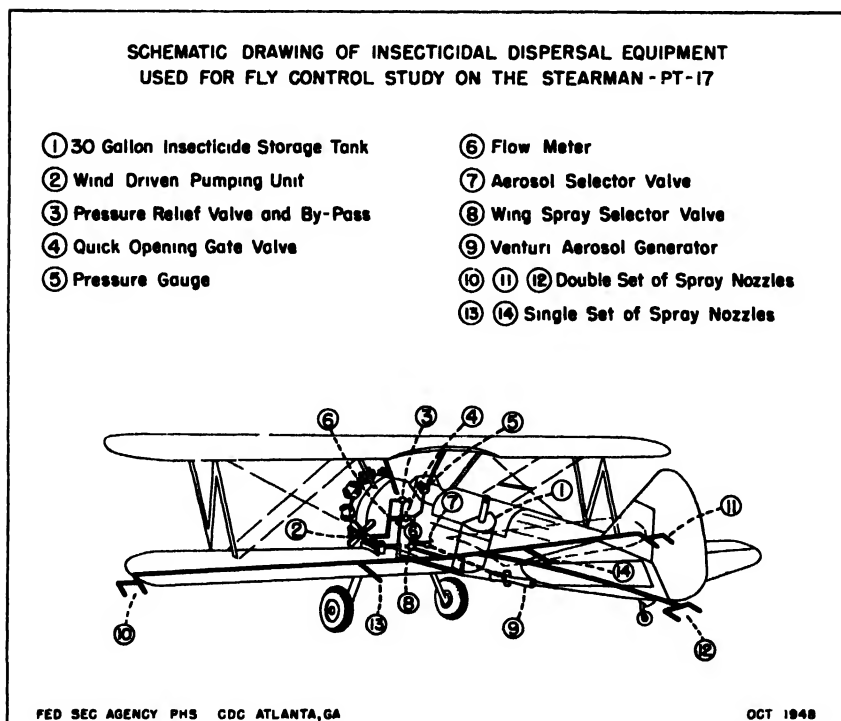 SCHEMATIC DRAWING OF INSECTICIDAL DISPERSAL EQUIPMENT
USED FOR FLY CONTROL STUDY ON THE STEARMAN-PT-17
① 30 Gallon Insecticide Storage Tank
② Wind Driven Pumping Unit
③ Pressure Relief Valve and By-Pass
④ Quick Opening Gate Valve
⑤ Pressure Gauge
⑥ Flow Meter
⑦ Aerosol Selector Valve
⑧ Wing Spray Selector Valve
⑨ Venturi Aerosol Generator
⑩ ⑪ ⑫ Double Set of Spray Nozzles
⑬ ⑭ Single Set of Spray Nozzles
③ ④ ⑤
⑥
⑦
①
②
⑪
⑭
⑧
⑩
⑬
⑨
⑫
FED SEC AGENCY PHS CDC ATLANTA, GA
OCT 1948